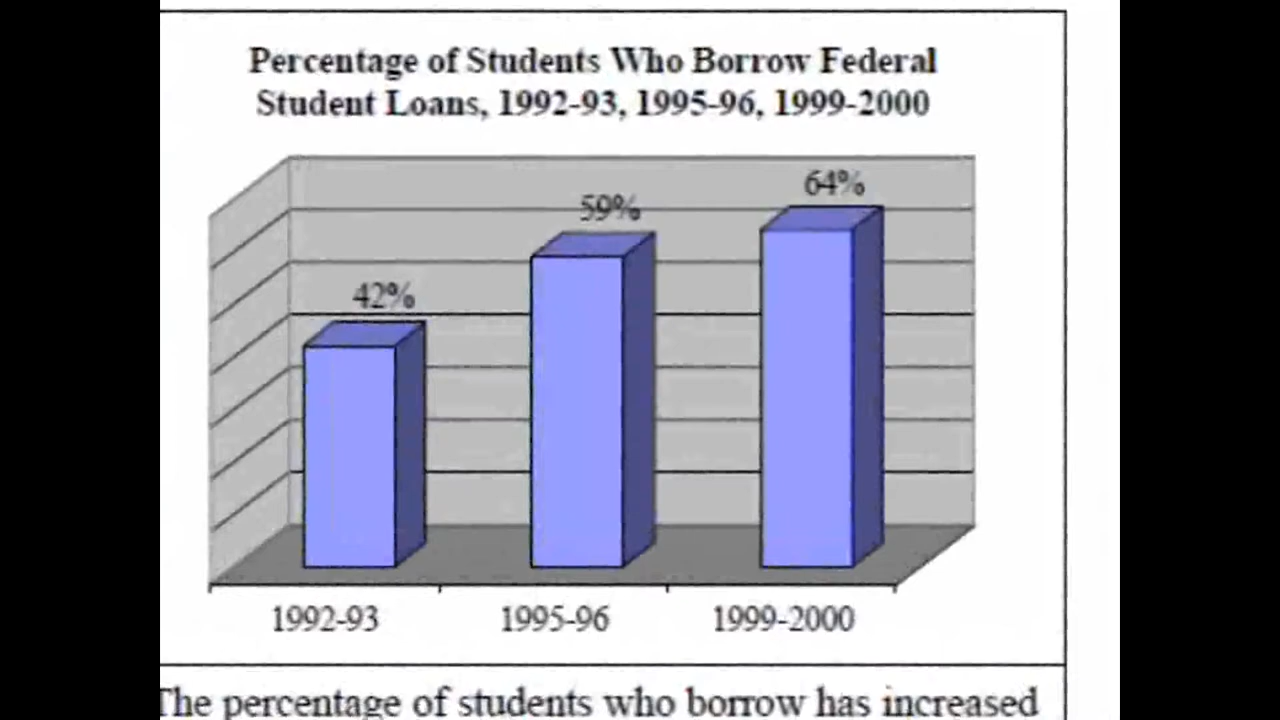 Percentage of Students Who Borrow Federal
Student Loans, 1992-93, 1995-96, 1999-2000
64%
59%
42%
1992-93 1995-96 1999-2000
The percentage of students who borrow has increased